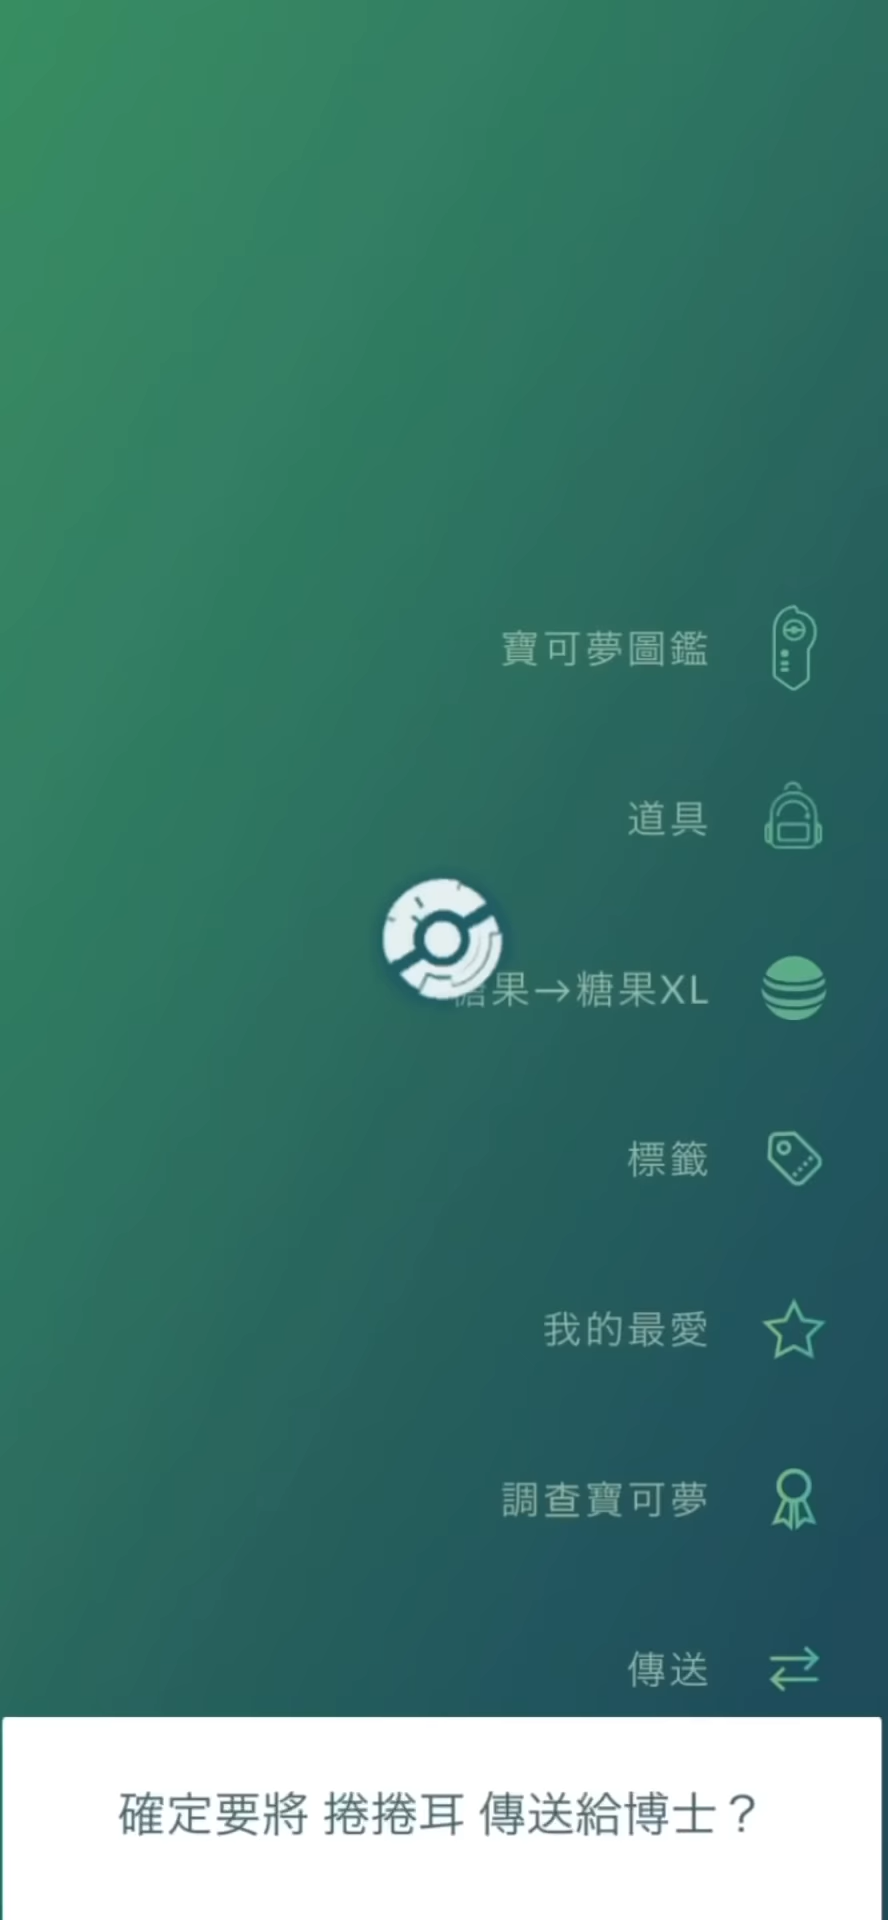 寶可夢圖鑑
道具
糖果→糖果XL
標籤
我的最愛
調查寶可夢
傳送
確定要將 捲捲耳 傳送給博士？